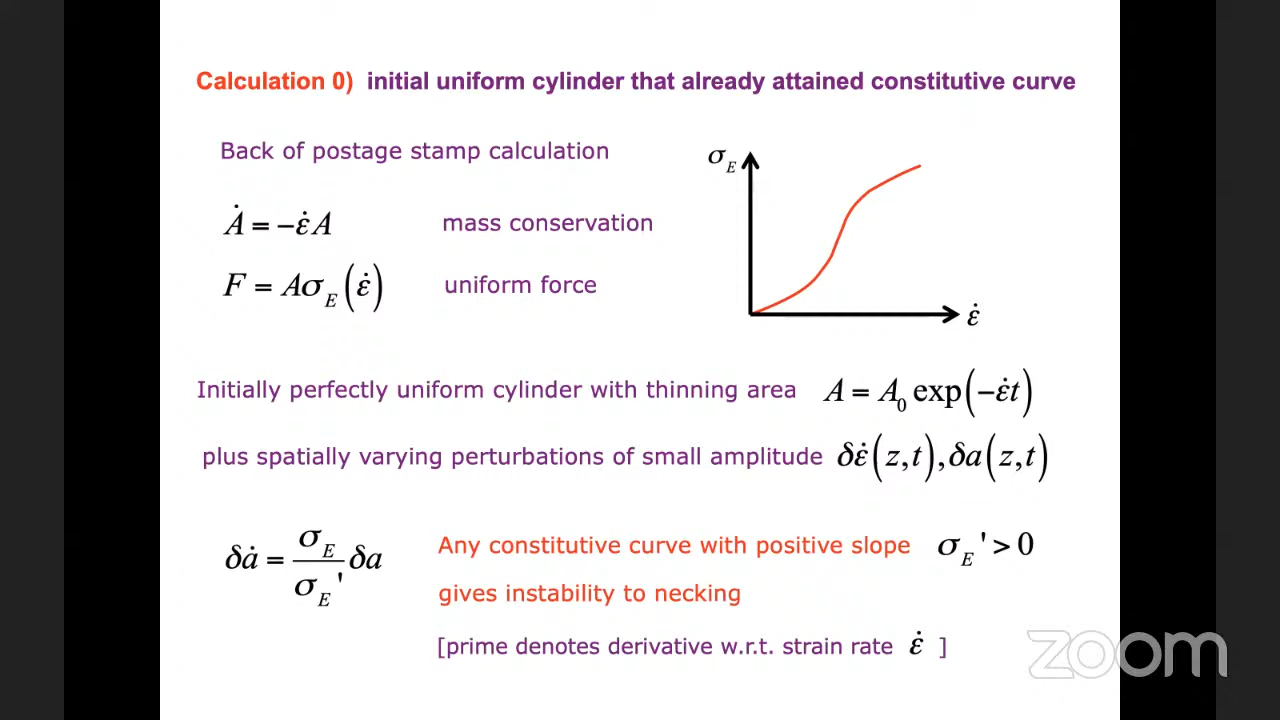 Calculation 0) initial uniform cylinder that already attained constitutive curve
Back of postage stamp calculation
σ_E
Ȧ = −ε̇A
mass conservation
F = Aσ_E(ε̇)
uniform force
ε̇
Initially perfectly uniform cylinder with thinning area A = A₀ exp(−ε̇t)
plus spatially varying perturbations of small amplitude δε̇(z,t),δa(z,t)
δȧ = σ_E / σ_E' δa
Any constitutive curve with positive slope σ_E' > 0
gives instability to necking
[prime denotes derivative w.r.t. strain rate ε̇ ]
zoom